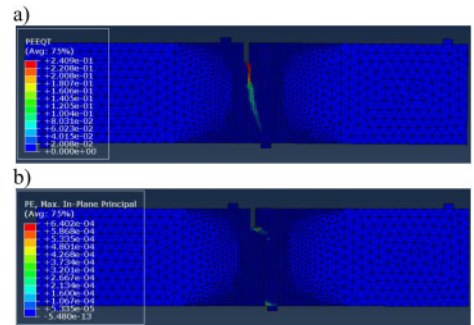 a)
PEEQT
(Avg: 75%)
+2.409e-01
+2.208e-01
+2.008e-01
+1.807e-01
+1.606e-01
+1.405e-01
+1.205e-01
+1.004e-01
+8.031e-02
+6.023e-02
+4.015e-02
+2.008e-02
+0.000e+00
b)
PE, Max. In-Plane Principal
(Avg: 75%)
+6.402e-04
+5.868e-04
+5.335e-04
+4.801e-04
+4.268e-04
+3.734e-04
+3.201e-04
+2.667e-04
+2.134e-04
+1.600e-04
+1.067e-04
+5.335e-05
-5.480e-13